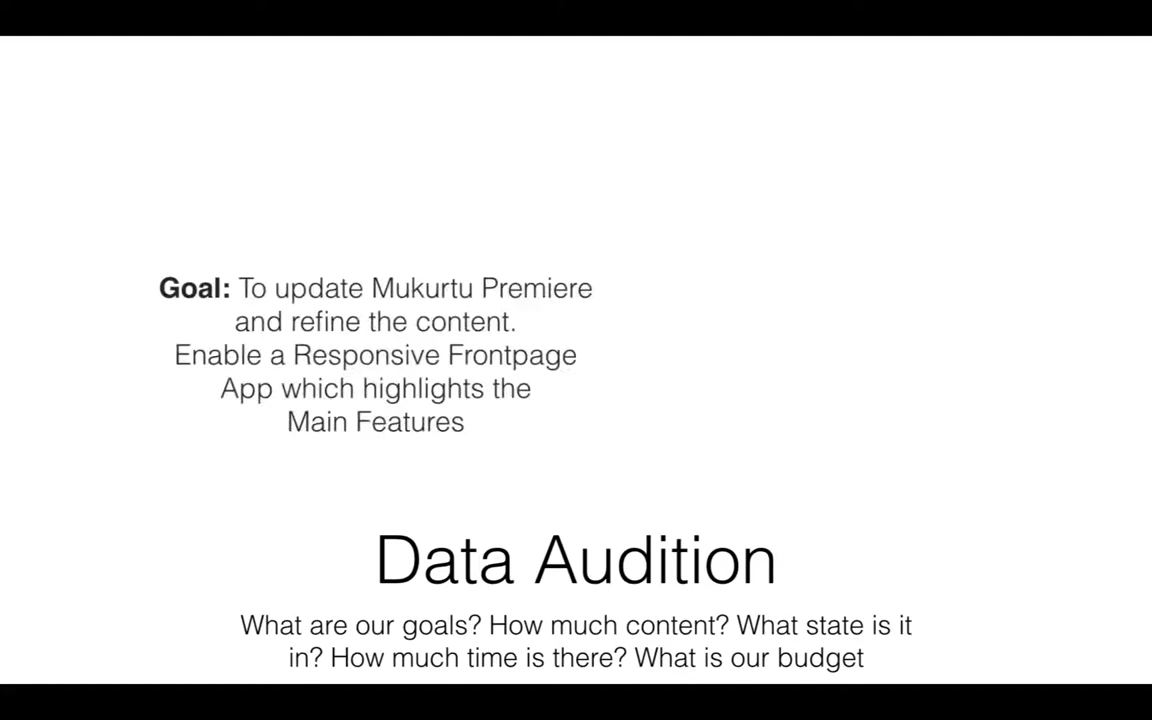 Goal: To update Mukurtu Premiere
and refine the content.
Enable a Responsive Frontpage
App which highlights the
Main Features
Data Audition
What are our goals? How much content? What state is it
in? How much time is there? What is our budget